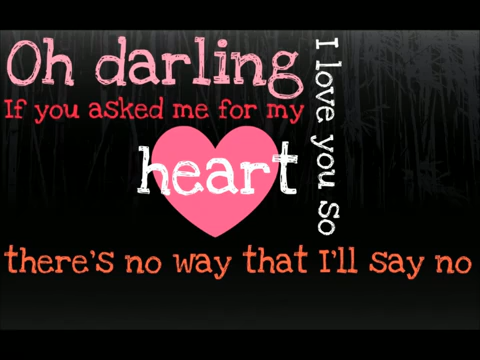 Oh darling
I love you So
If you asked me for my
heart
there's no way that I'll say no